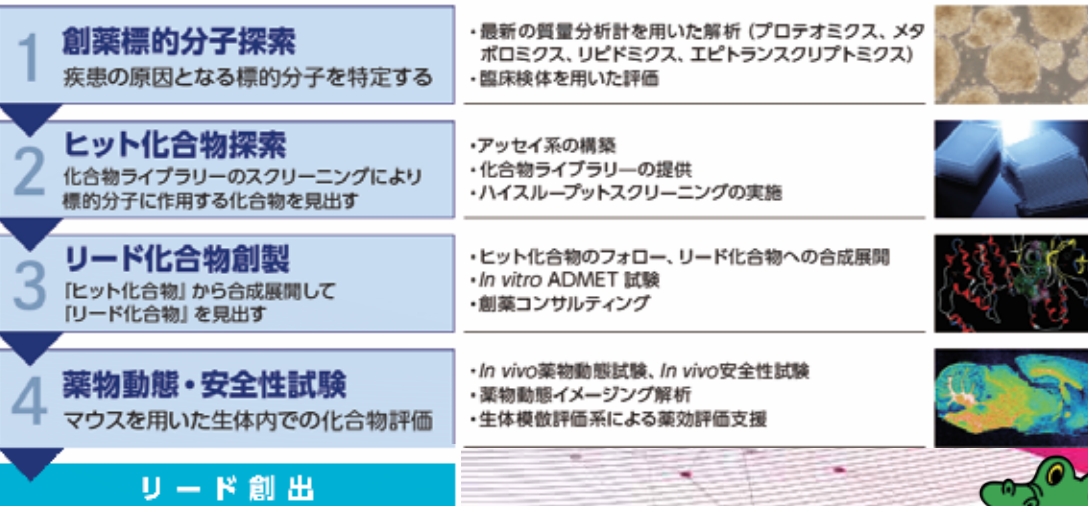 1
創薬標的分子探索
疾患の原因となる標的分子を特定する
・最新の質量分析計を用いた解析（プロテオミクス、メタ
ボロミクス、リピドミクス、エピトランスクリプトミクス）
・臨床検体を用いた評価
2
ヒット化合物探索
化合物ライブラリーのスクリーニングにより
標的分子に作用する化合物を見出す
・アッセイ系の構築
・化合物ライブラリーの提供
・ハイスループットスクリーニングの実施
3
リード化合物創製
「ヒット化合物」から合成展開して
「リード化合物」を見出す
・ヒット化合物のフォロー、リード化合物への合成展開
・In vitro ADMET 試験
・創薬コンサルティング
4
薬物動態・安全性試験
マウスを用いた生体内での化合物評価
・In vivo薬物動態試験、In vivo安全性試験
・薬物動態イメージング解析
・生体模倣評価系による薬効評価支援
リード創出